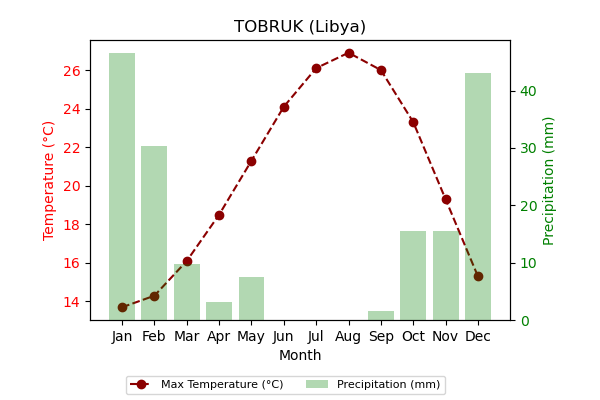 TOBRUK (Libya)
Temperature (°C)
26
24
22
20
18
16
14
40
30
20
10
0
Precipitation (mm)
Jan Feb Mar Apr May Jun Jul Aug Sep Oct Nov Dec
Month
Max Temperature (°C) Precipitation (mm)